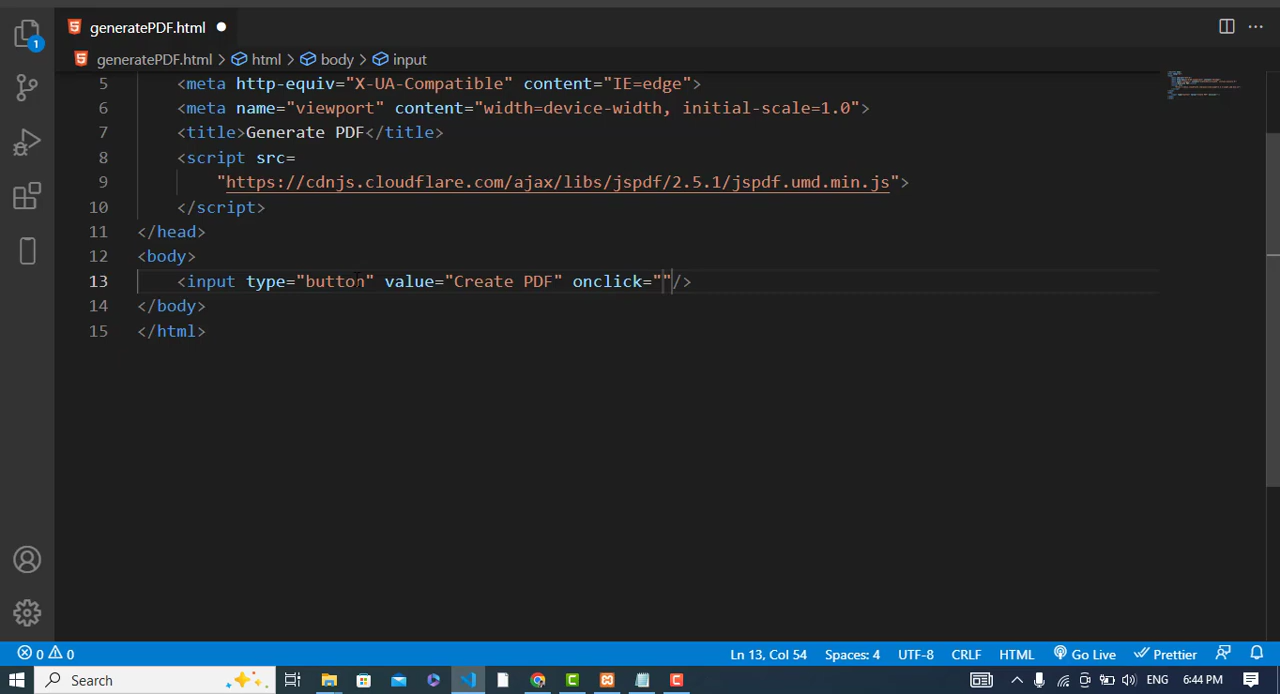 generatePDF.html
generatePDF.html > html > body > input
1
5 <meta http-equiv="X-UA-Compatible" content="IE=edge">
6 <meta name="viewport" content="width=device-width, initial-scale=1.0">
7 <title>Generate PDF</title>
8 <script src=
9 "https://cdnjs.cloudflare.com/ajax/libs/jspdf/2.5.1/jspdf.umd.min.js">
10 </script>
11 </head>
12 <body>
13 <input type="button" value="Create PDF" onclick=""/>
14 </body>
15 </html>
0 0 Ln 13, Col 54 Spaces: 4 UTF-8 CRLF HTML Go Live Prettier
Search ENG 6:44 PM